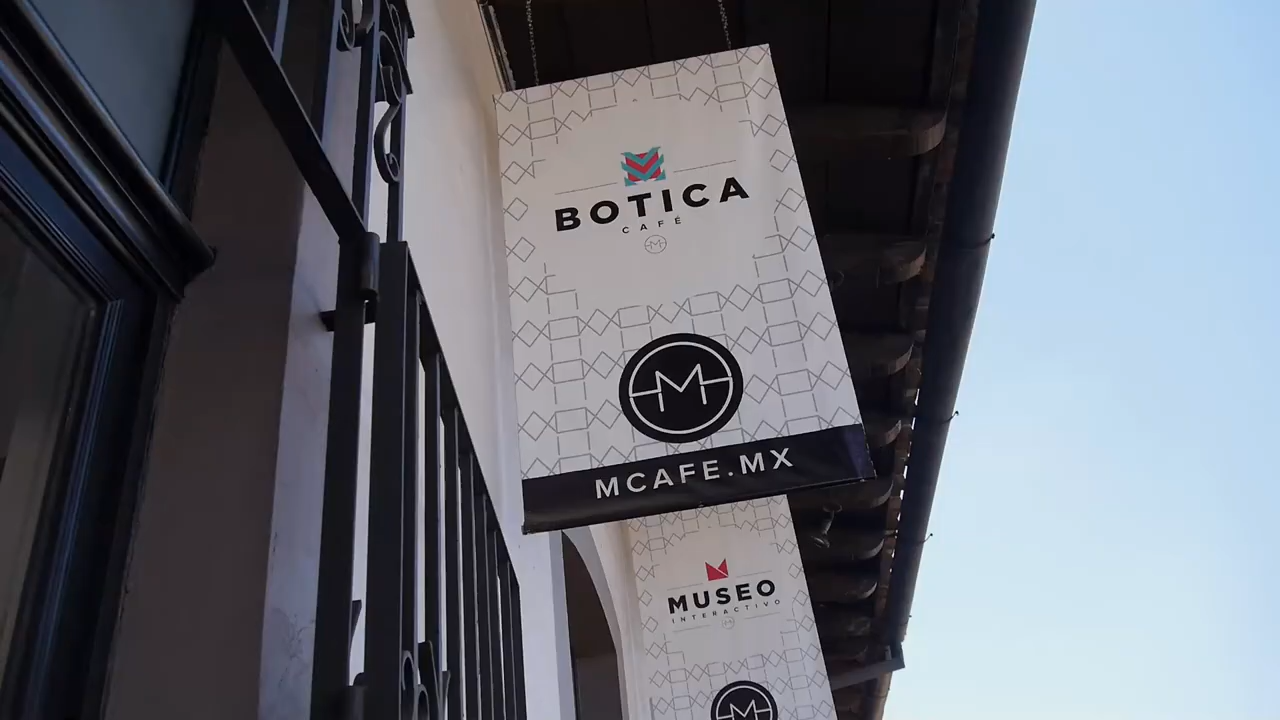 BOTICA
CAFÉ
M
M
MCAFE.MX
MUSEO
INTERACTIVO
M